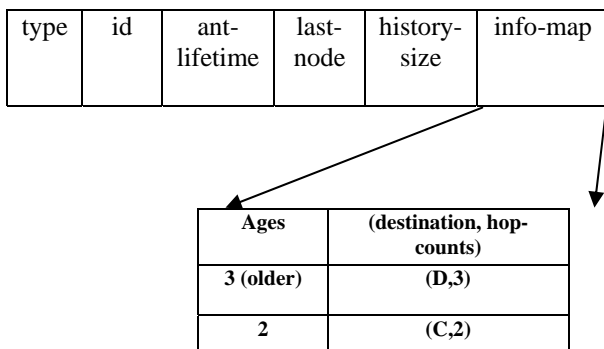 type id ant- last- history- info-map
lifetime node size
Ages (destination, hop-
counts)
3 (older) (D,3)
2 (C,2)